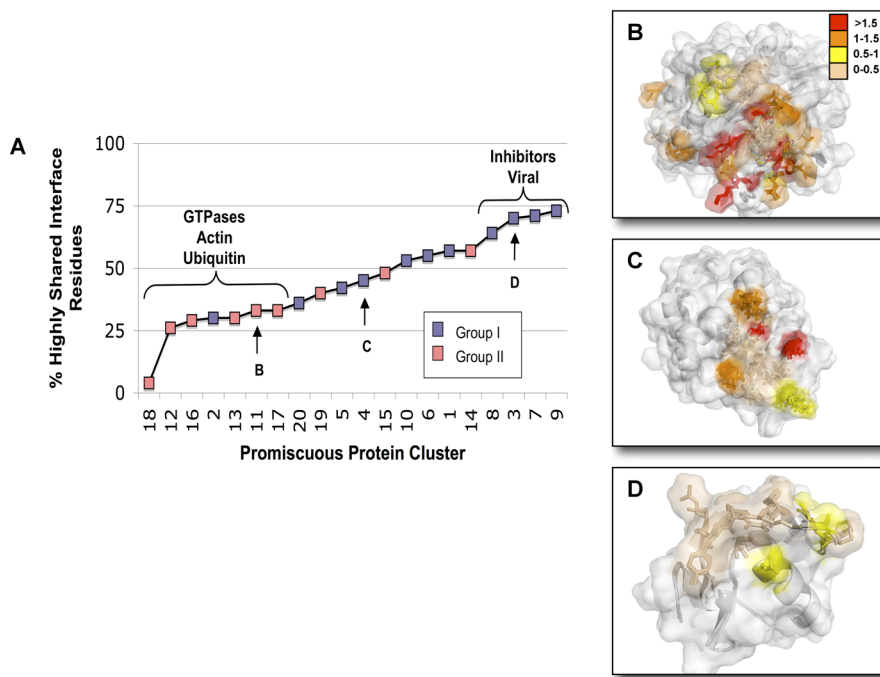 A
% Highly Shared Interface
Residues
100
75
50
25
0
GTPases
Actin
Ubiquitin
Inhibitors
Viral
B
C
D
Group I
Group II
18 12 16 2 13 11 17 20 19 5 4 15 10 6 1 14 8 3 7 9
Promiscuous Protein Cluster
B
>1.5
1-1.5
0.5-1
0-0.5
C
D